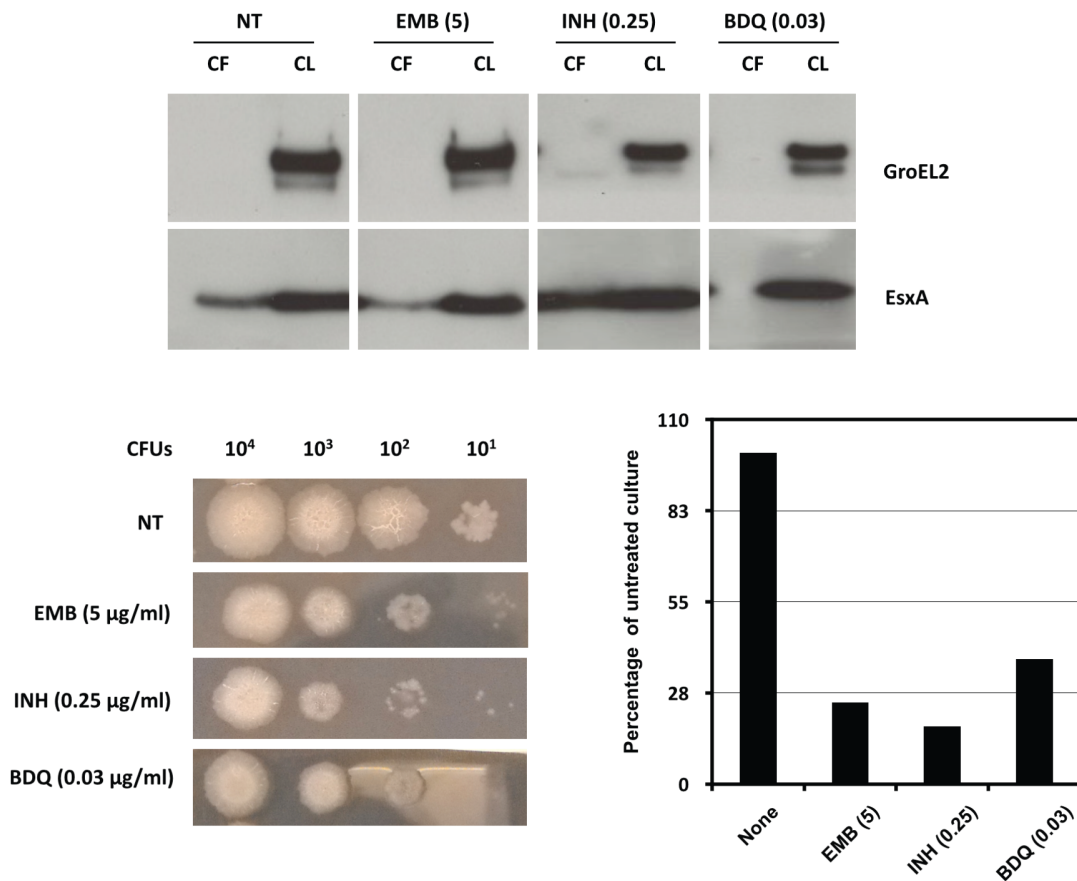 NT EMB (5) INH (0.25) BDQ (0.03)
CF CL CF CL CF CL CF CL
GroEL2
EsxA
CFUs 10⁴ 10³ 10² 10¹
NT
EMB (5 µg/ml)
INH (0.25 µg/ml)
BDQ (0.03 µg/ml)
Percentage of untreated culture
110
83
55
28
0
None EMB (5) INH (0.25) BDQ (0.03)